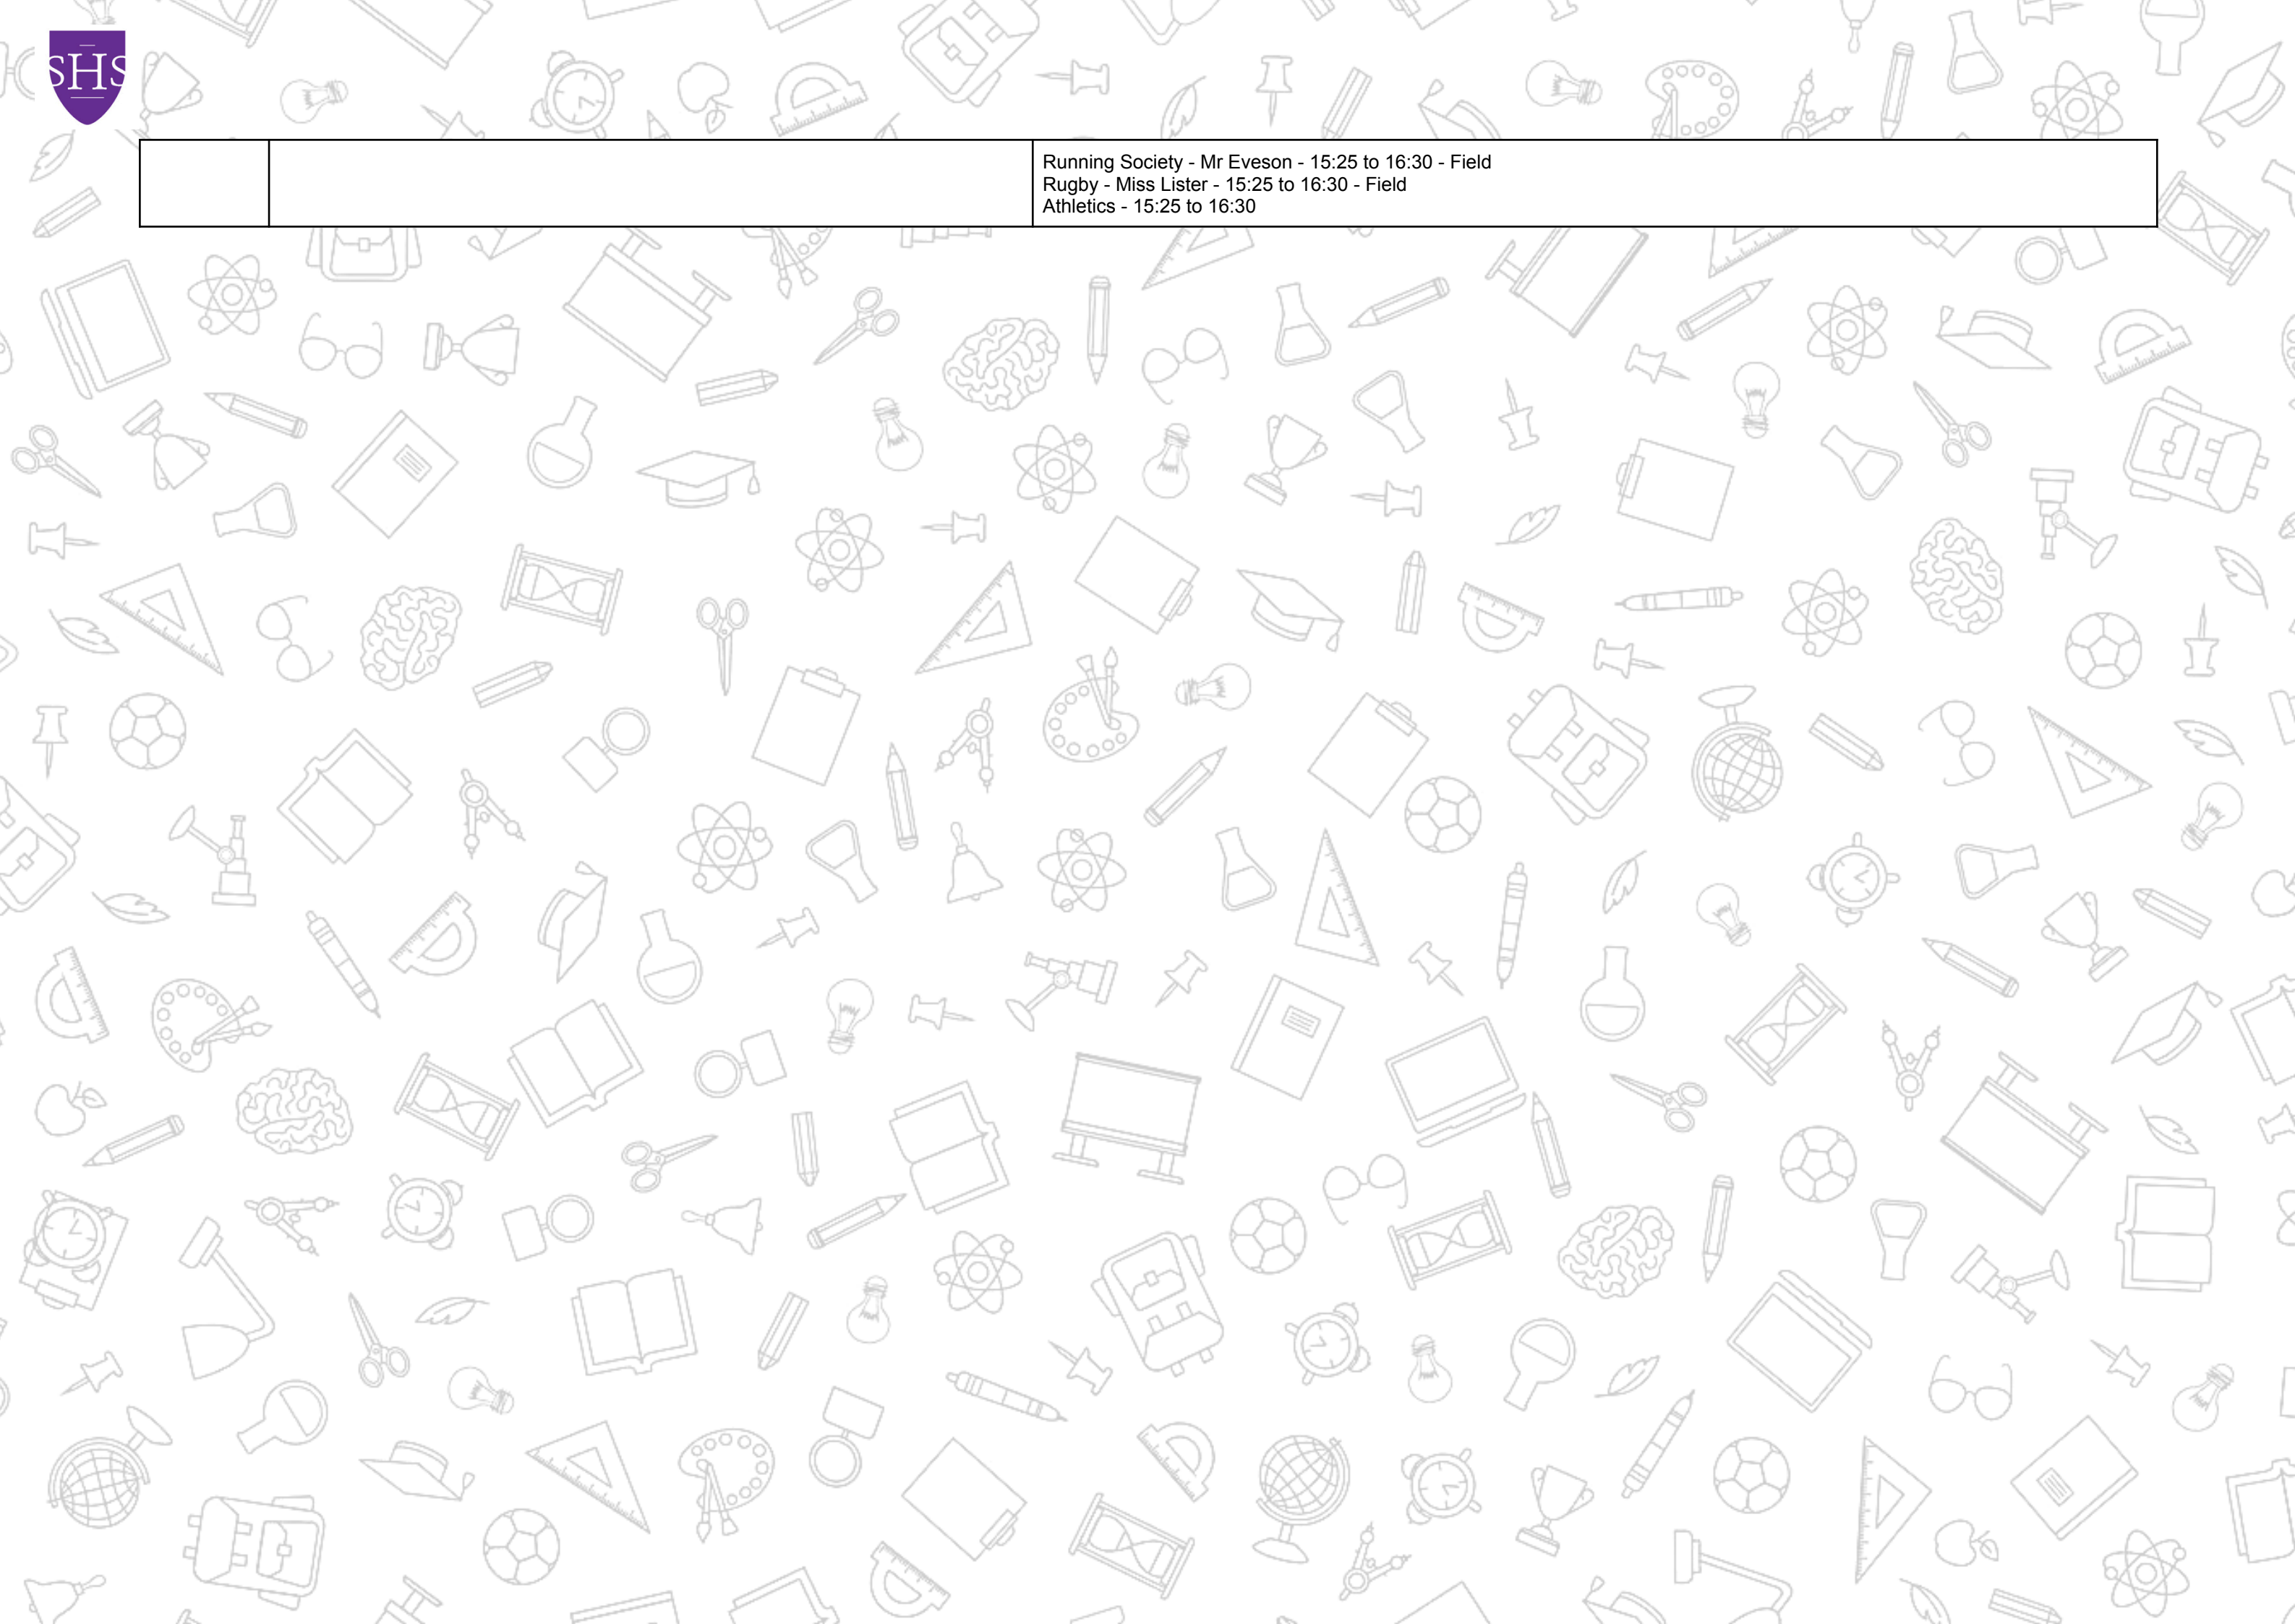 SHS
Running Society - Mr Eveson - 15:25 to 16:30 - Field
Rugby - Miss Lister - 15:25 to 16:30 - Field
Athletics - 15:25 to 16:30